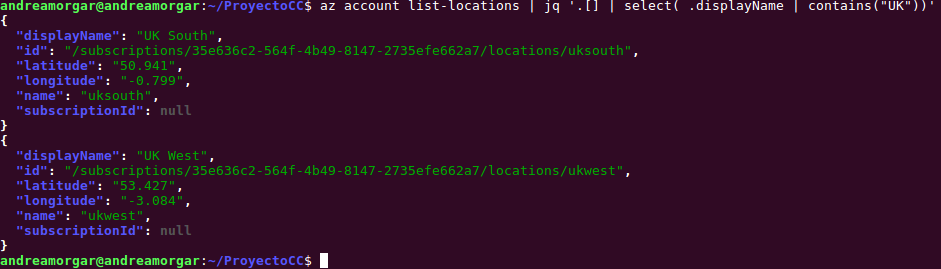 andreamorgar@andreamorgar:~/ProyectoCC$ az account list-locations | jq '.[] | select( .displayName | contains("UK"))'
{
  "displayName": "UK South",
  "id": "/subscriptions/35e636c2-564f-4b49-8147-2735efe662a7/locations/uksouth",
  "latitude": "50.941",
  "longitude": "-0.799",
  "name": "uksouth",
  "subscriptionId": null
}
{
  "displayName": "UK West",
  "id": "/subscriptions/35e636c2-564f-4b49-8147-2735efe662a7/locations/ukwest",
  "latitude": "53.427",
  "longitude": "-3.084",
  "name": "ukwest",
  "subscriptionId": null
}
andreamorgar@andreamorgar:~/ProyectoCC$